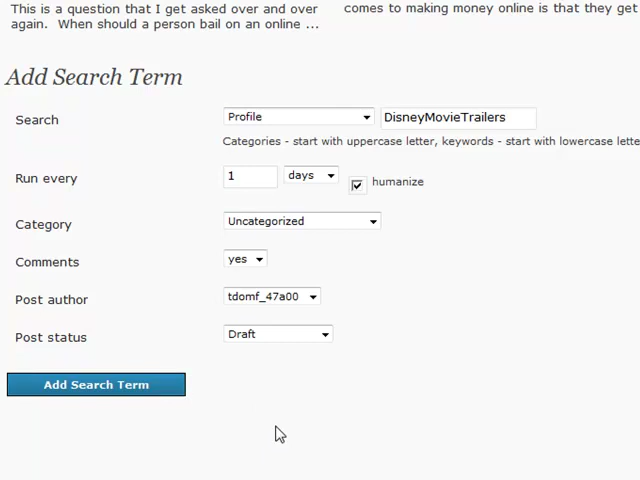 This is a question that I get asked over and over
again. When should a person bail on an online ...
comes to making money online is that they get
Add Search Term
Search Profile DisneyMovieTrailers
Categories - start with uppercase letter, keywords - start with lowercase lette
Run every 1 days humanize
Category Uncategorized
Comments yes
Post author tdomf_47a00
Post status Draft
Add Search Term